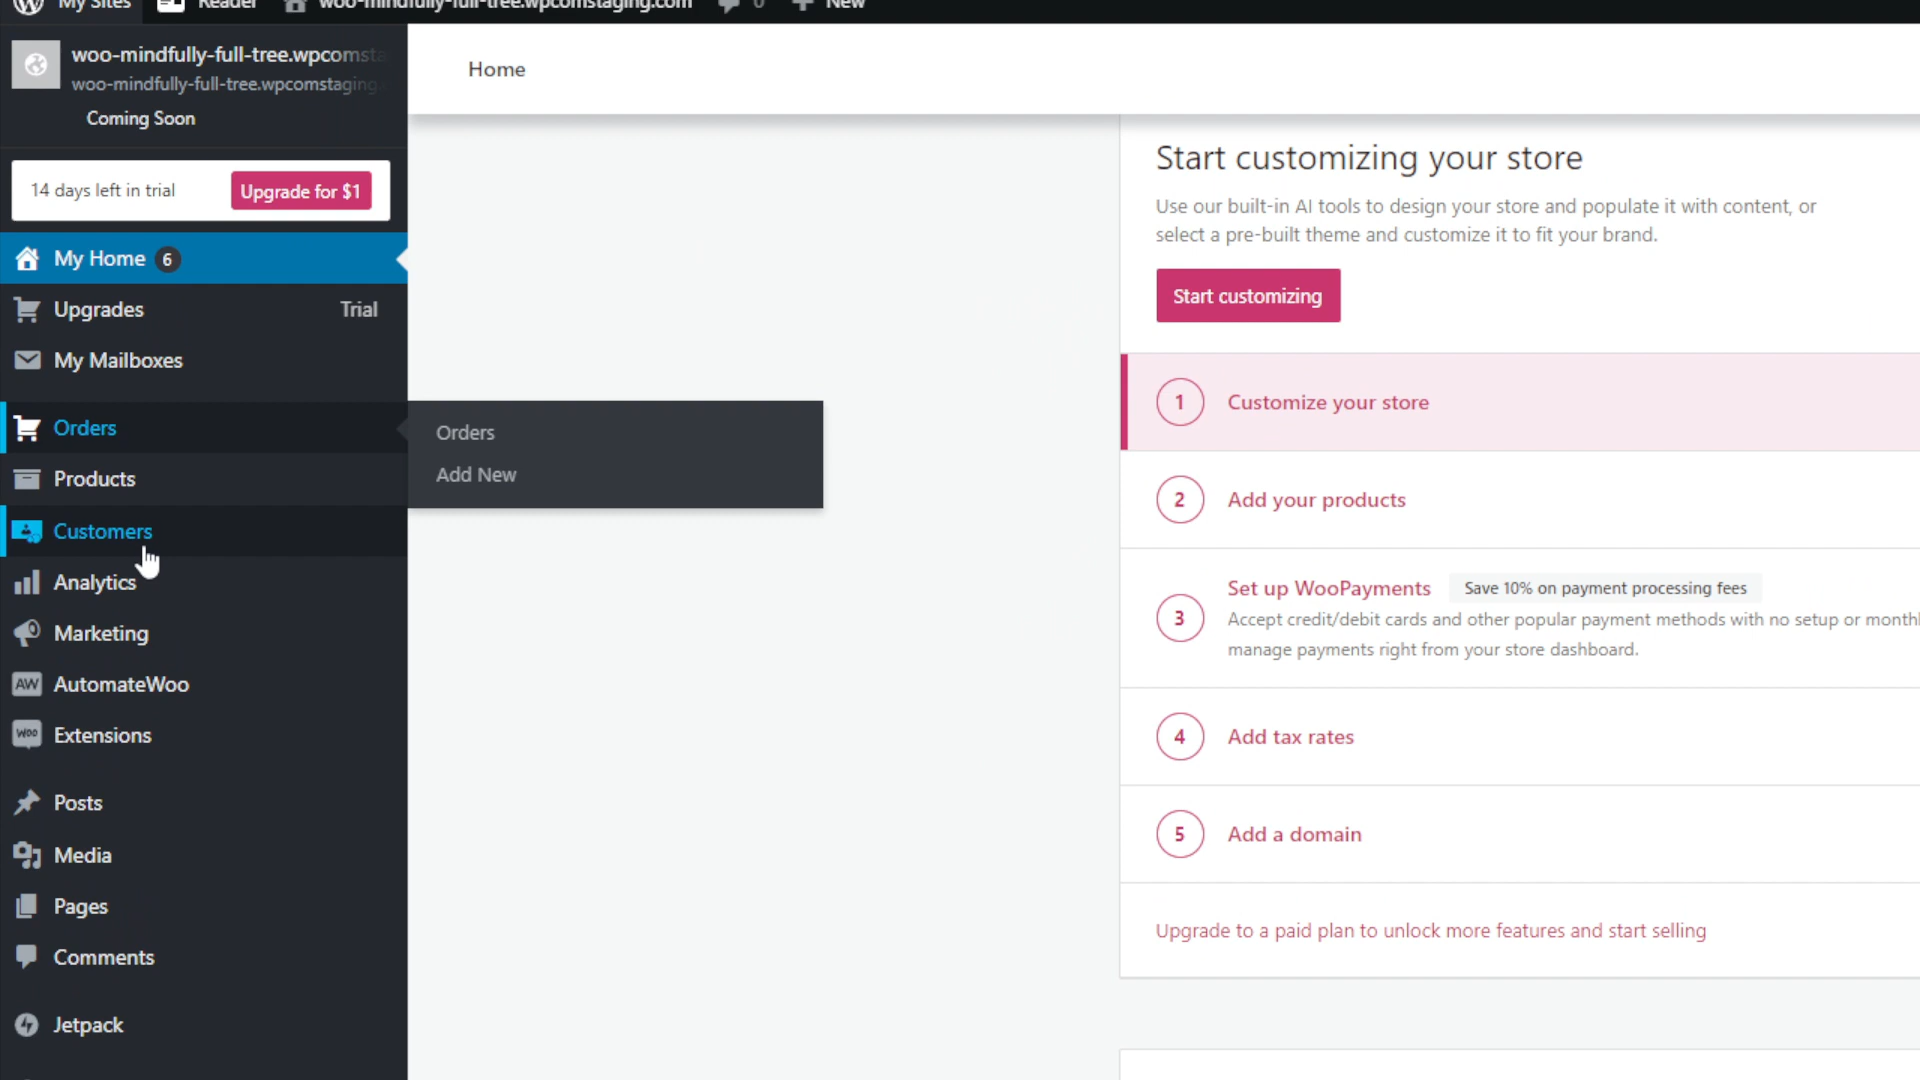 My Sites Reader woo-mindfully-full-tree.wpcomstaging.com 0 New
woo-mindfully-full-tree.wpcomsta
woo-mindfully-full-tree.wpcomstaging.
Coming Soon
14 days left in trial Upgrade for $1
My Home 6
Upgrades Trial
My Mailboxes
Orders
Products
Customers
Analytics
Marketing
AW AutomateWoo
Woo Extensions
Posts
Media
Pages
Comments
Jetpack
Orders
Add New
Home
Start customizing your store
Use our built-in AI tools to design your store and populate it with content, or
select a pre-built theme and customize it to fit your brand.
Start customizing
1 Customize your store
2 Add your products
3 Set up WooPayments Save 10% on payment processing fees
Accept credit/debit cards and other popular payment methods with no setup or monthl
manage payments right from your store dashboard.
4 Add tax rates
5 Add a domain
Upgrade to a paid plan to unlock more features and start selling